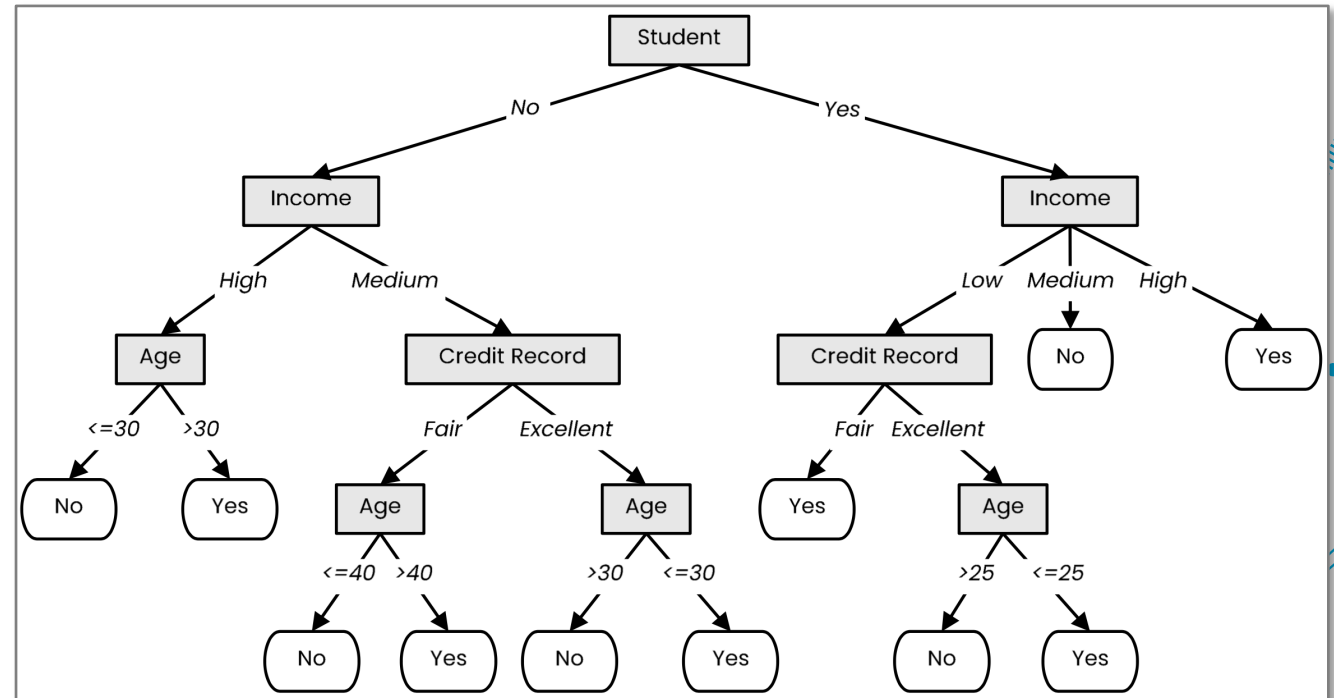 Student
No Yes
Income Income
High Medium Low Medium High
Age Credit Record Credit Record No Yes
<=30 >30 Fair Excellent Fair Excellent
No Yes Age Age Yes Age
<=40 >40 >30 <=30 >25 <=25
No Yes No Yes No Yes